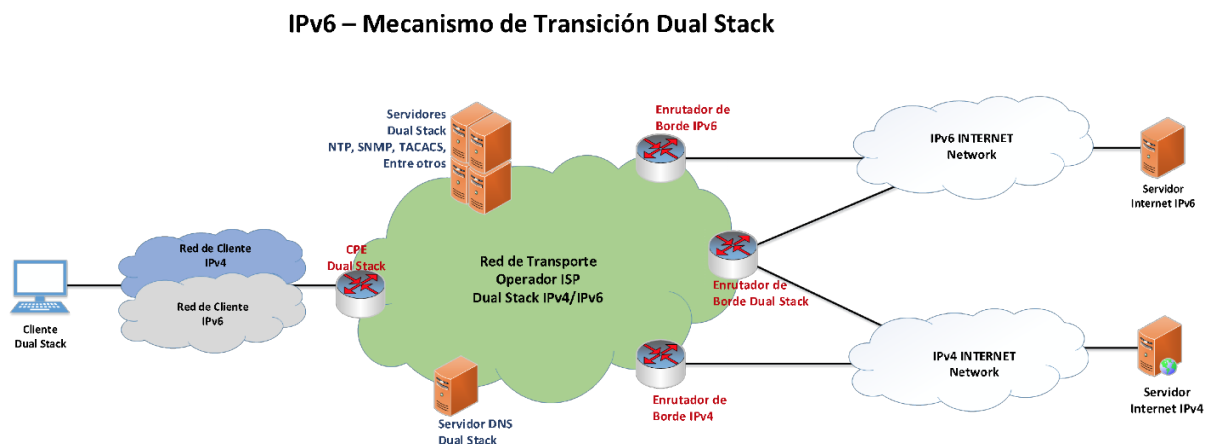 IPv6 – Mecanismo de Transición Dual Stack
Servidores
Dual Stack
NTP, SNMP, TACACS,
Entre otros
Enrutador de
Borde IPv6
IPv6 INTERNET
Network
Servidor
Internet IPv6
Red de Cliente
IPv4
CPE
Dual Stack
Red de Transporte
Operador ISP
Dual Stack IPv4/IPv6
Enrutador de
Borde Dual Stack
Red de Cliente
IPv6
Cliente
Dual Stack
IPv4 INTERNET
Network
Servidor
Internet IPv4
Enrutador de
Borde IPv4
Servidor DNS
Dual Stack